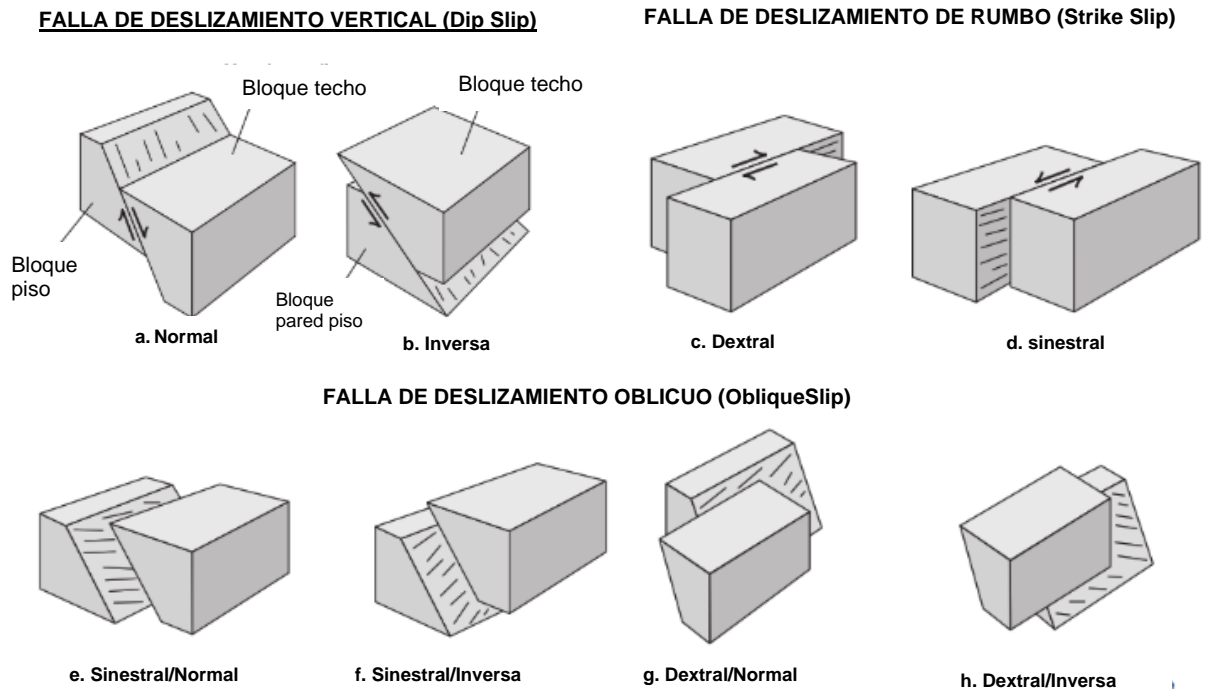 FALLA DE DESLIZAMIENTO VERTICAL (Dip Slip)
FALLA DE DESLIZAMIENTO DE RUMBO (Strike Slip)
Bloque techo
Bloque techo
Bloque
piso
Bloque
pared piso
a. Normal
b. Inversa
c. Dextral
d. sinestral
FALLA DE DESLIZAMIENTO OBLICUO (ObliqueSlip)
e. Sinestral/Normal
f. Sinestral/Inversa
g. Dextral/Normal
h. Dextral/Inversa